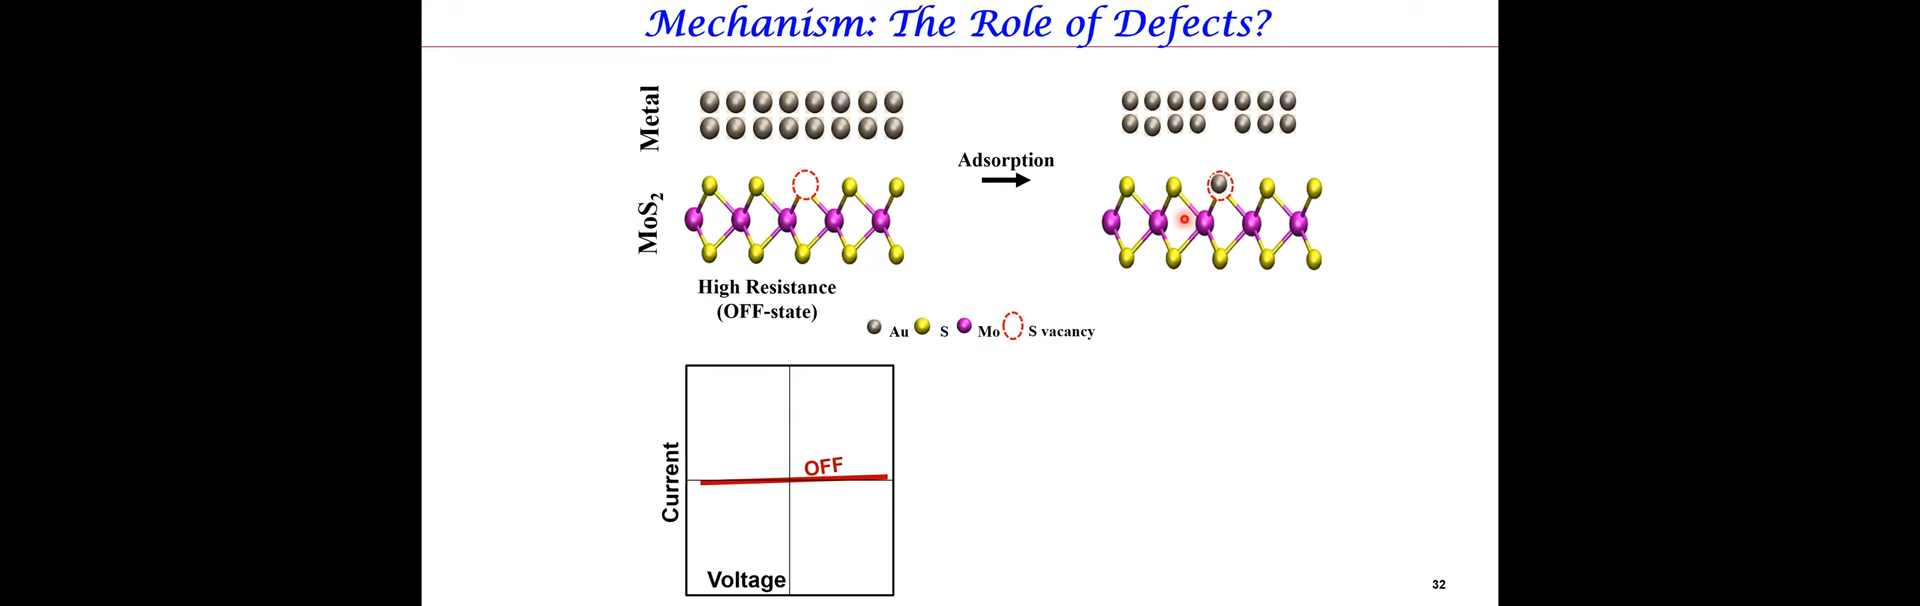 Mechanism: The Role of Defects?
Metal
Adsorption
MoS₂
High Resistance
(OFF-state)
Au S Mo S vacancy
OFF
Current
Voltage
32